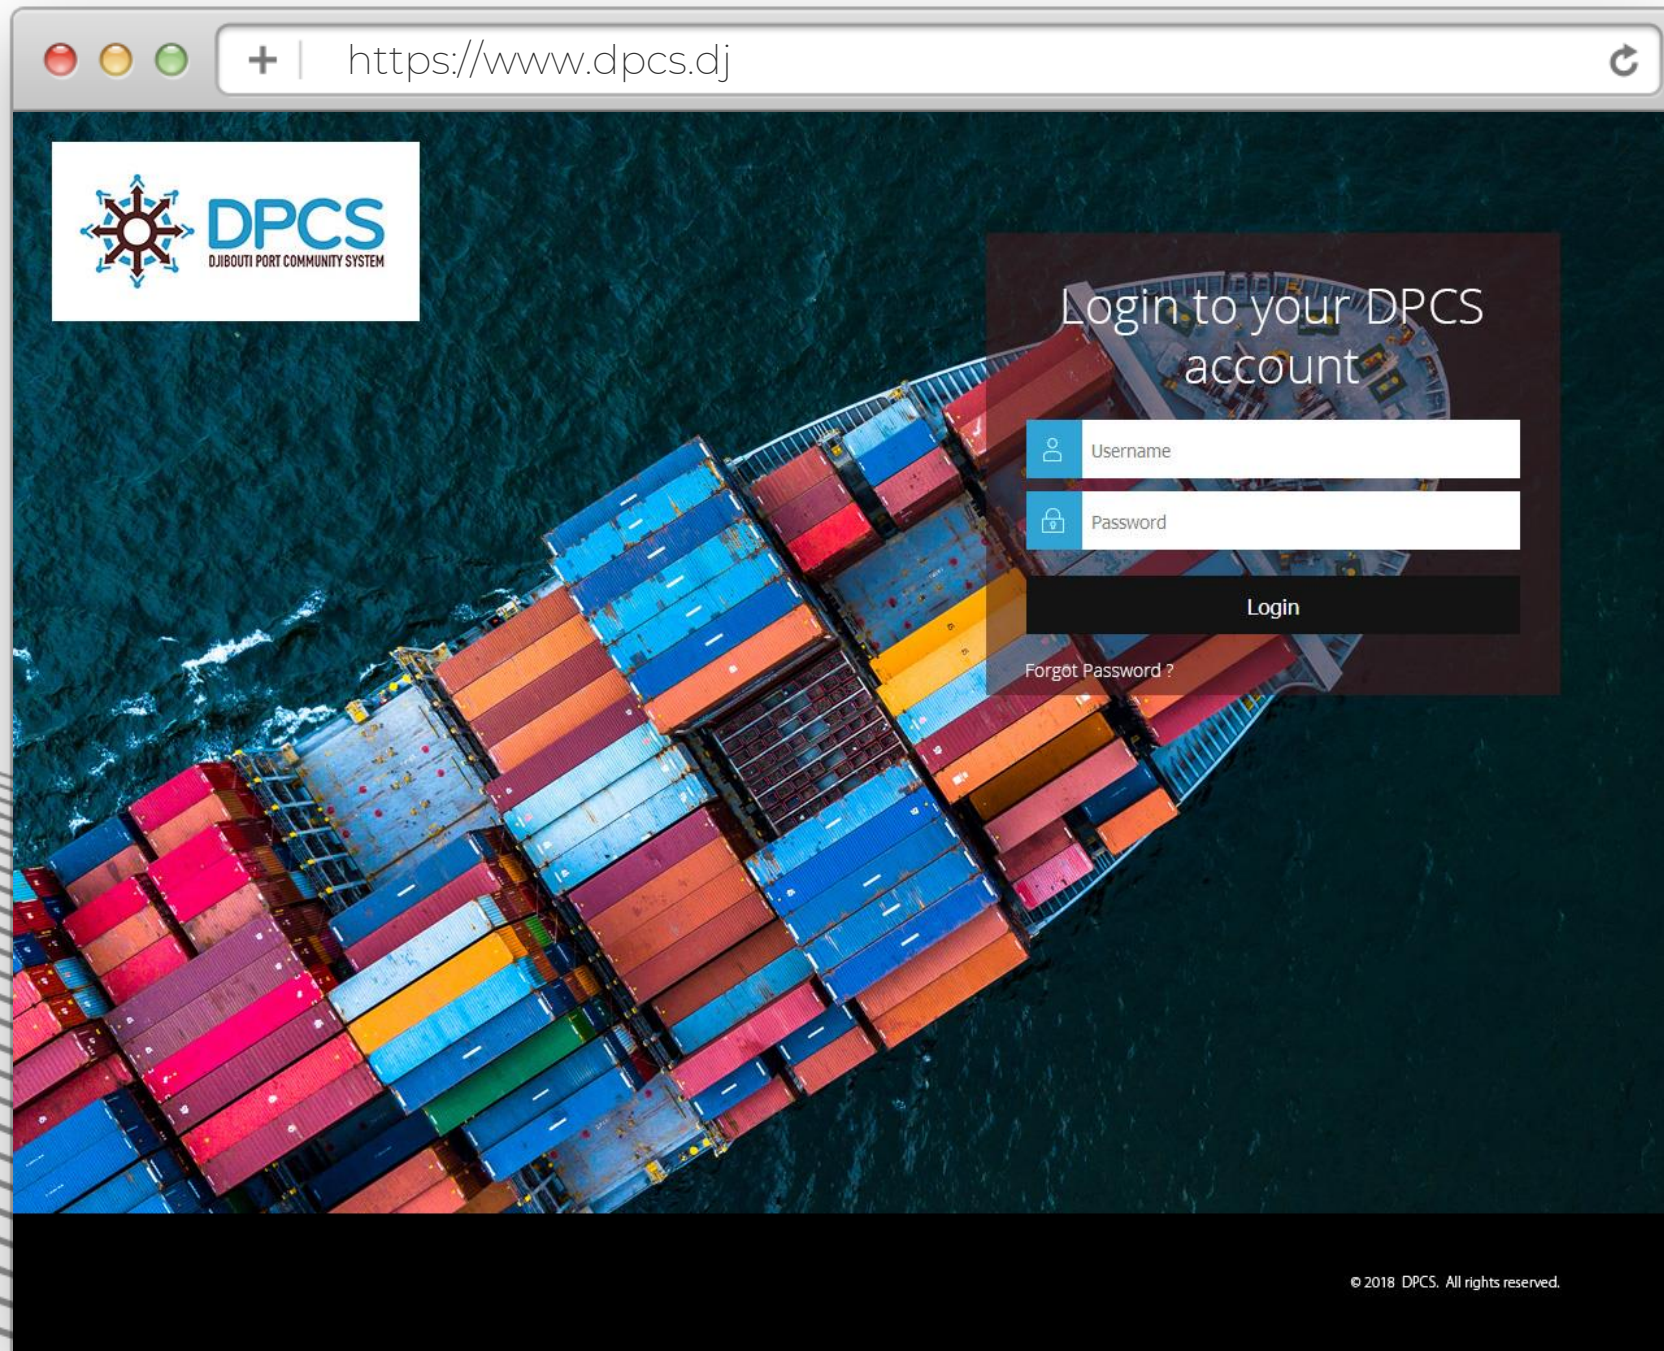 https://www.dpcs.dj
DPCS
DJIBOUTI PORT COMMUNITY SYSTEM
Login to your DPCS
account
Username
Password
Login
Forgot Password ?
© 2018 DPCS. All rights reserved.